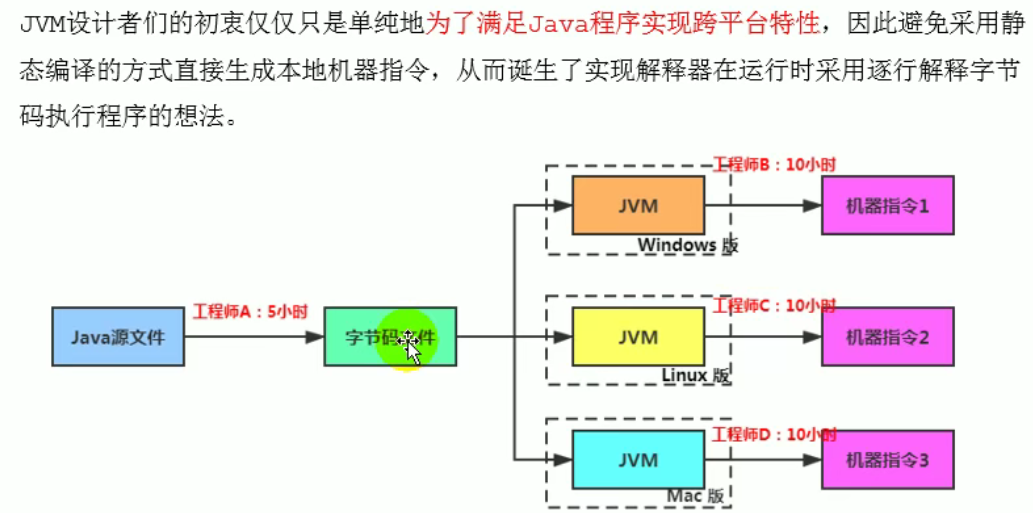 JVM设计者们的初衷仅仅只是单纯地为了满足Java程序实现跨平台特性，因此避免采用静
态编译的方式直接生成本地机器指令，从而诞生了实现解释器在运行时采用逐行解释字节
码执行程序的想法。
工程师B：10小时
JVM
机器指令1
Windows 版
工程师A：5小时
Java源文件
字节码文件
工程师C：10小时
JVM
机器指令2
Linux 版
工程师D：10小时
JVM
机器指令3
Mac 版